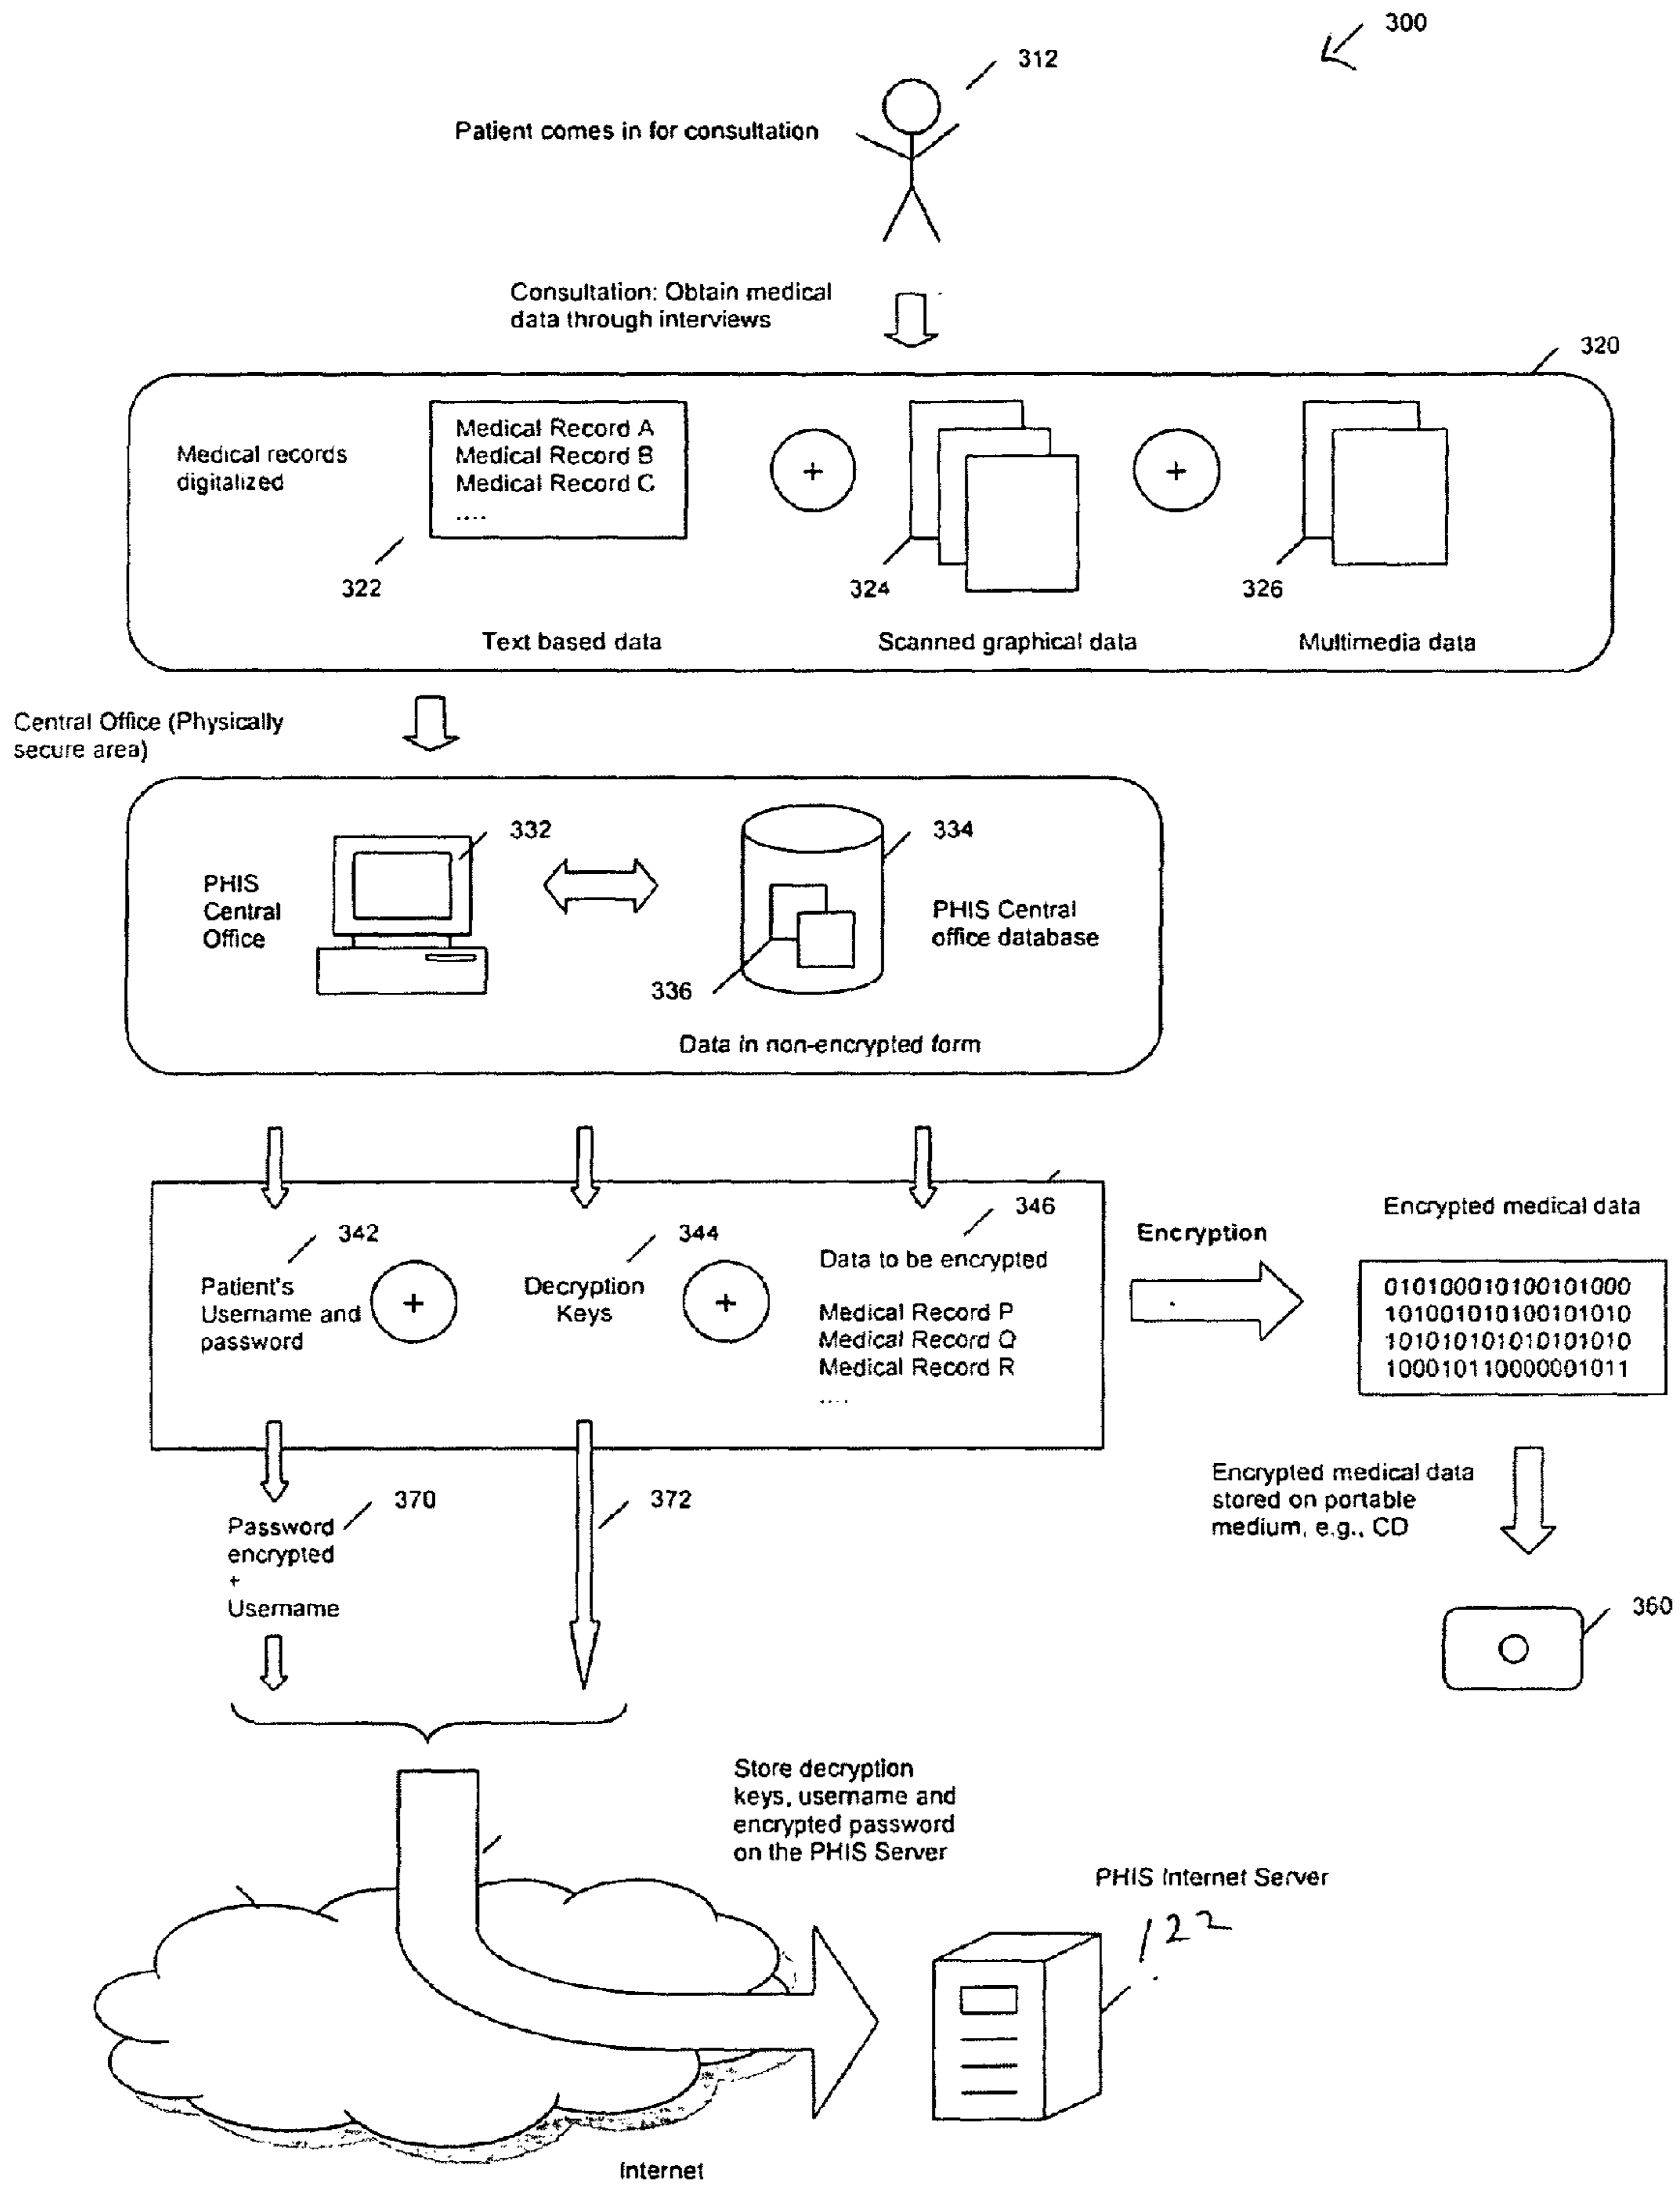 300
312
Patient comes in for consultation
Consultation: Obtain medical
data through interviews
320
Medical records
digitalized
Medical Record A
Medical Record B
Medical Record C
....
+
+
322
324
326
Text based data
Scanned graphical data
Multimedia data
Central Office (Physically
secure area)
332
334
PHIS
Central
Office
PHIS Central
office database
336
Data in non-encrypted form
342
344
346
Patient's
Username and
password
+
Decryption
Keys
+
Data to be encrypted
Medical Record P
Medical Record Q
Medical Record R
....
Encryption
Encrypted medical data
010100010100101000
101001010100101010
101010101010101010
1000101100000001011
Encrypted medical data
stored on portable
medium, e.g., CD
360
370
372
Password
encrypted
+
Username
Store decryption
keys, username and
encrypted password
on the PHIS Server
PHIS Internet Server
122
Internet